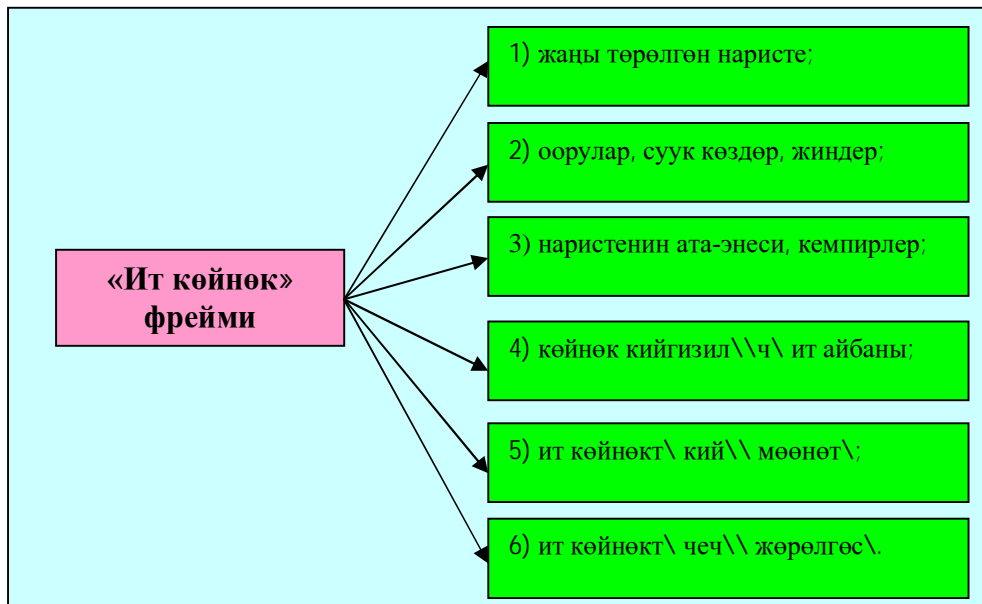 1) жаңы төрөлгөн наристе;
2) оорулар, суук көздөр, жиндер;
3) наристенин ата-энеси, кемпирлер;
«Ит көйнөк»
фрейми
4) көйнөк кийгизил\\ч\ ит айбаны;
5) ит көйнөкт\ кий\\ мөөнөт\;
6) ит көйнөкт\ чеч\\ жөрөлгөс\.